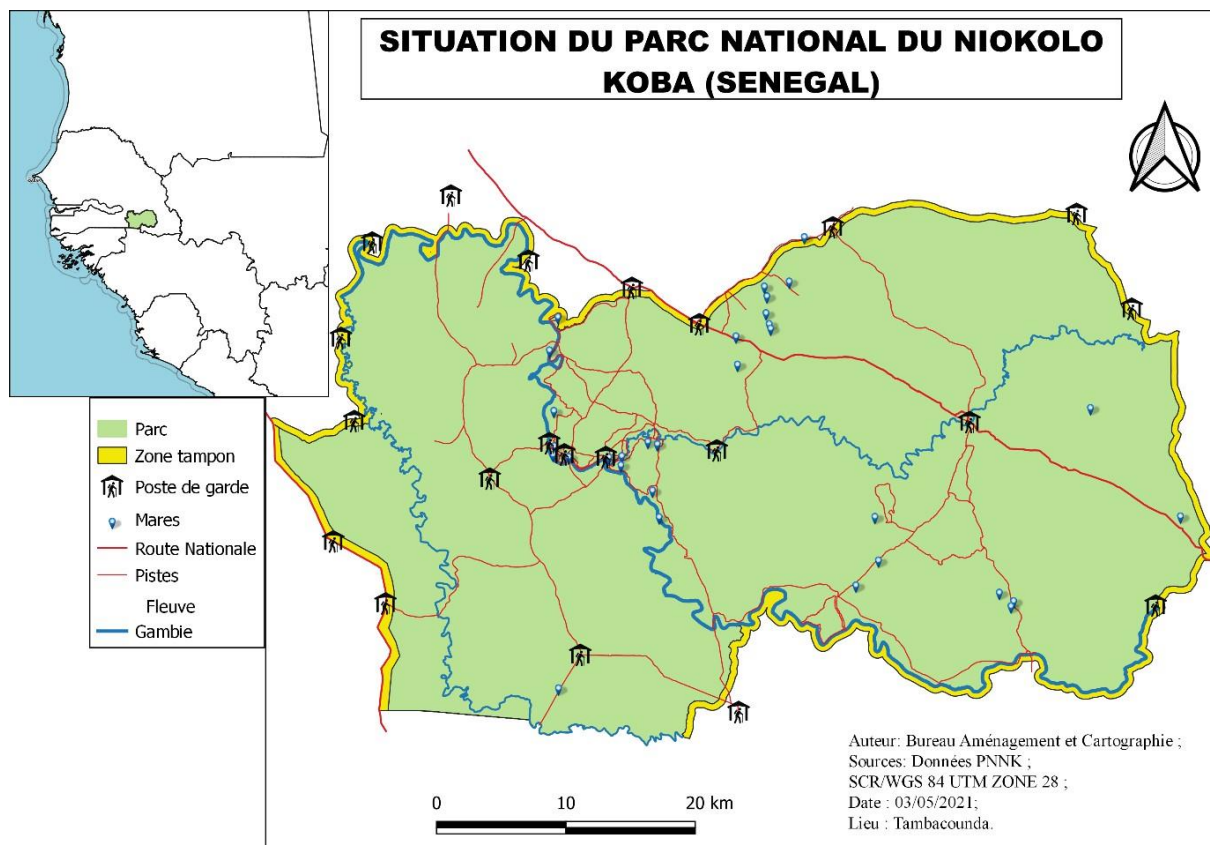 SITUATION DU PARC NATIONAL DU NIOKOLO
KOBA (SENEGAL)
Parc
Zone tampon
Poste de garde
Mares
Route Nationale
Pistes
Fleuve
Gambie
0 10 20 km
Auteur: Bureau Aménagement et Cartographie ;
Sources: Données PNNK ;
SCR/WGS 84 UTM ZONE 28 ;
Date : 03/05/2021;
Lieu : Tambacounda.